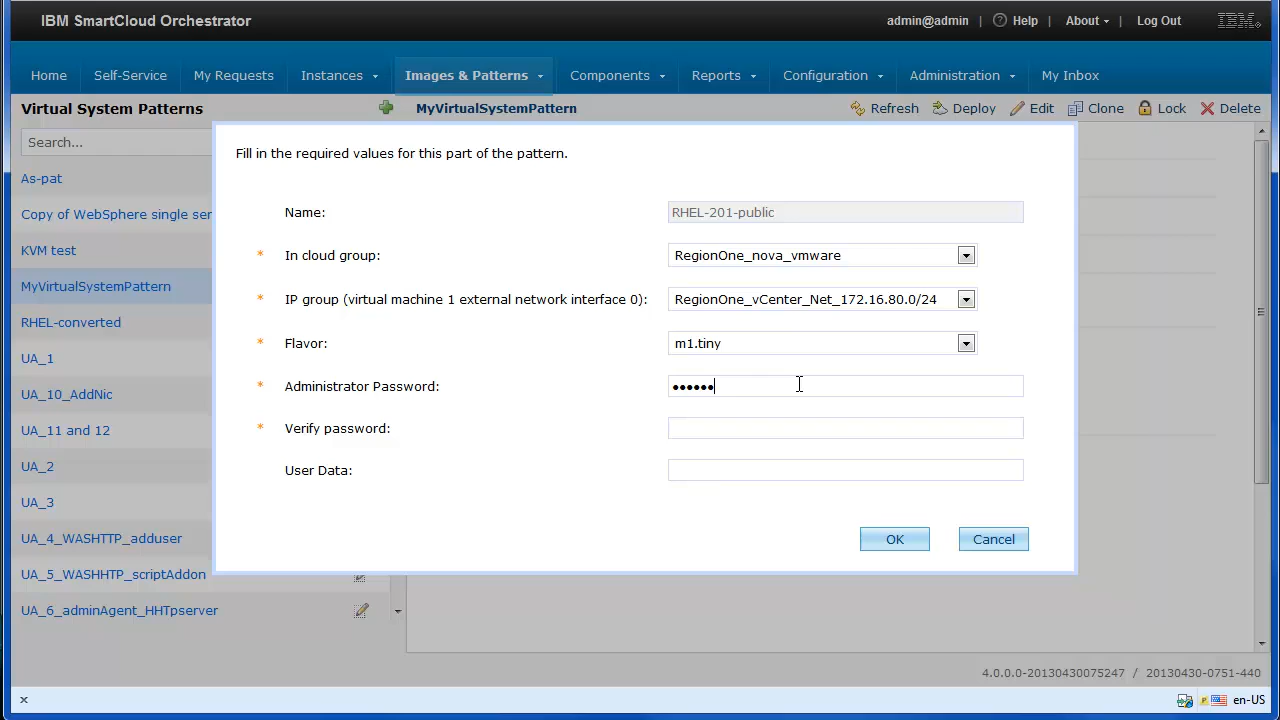 IBM SmartCloud Orchestrator
admin@admin | ? Help | About | Log Out IBM.
Home Self-Service My Requests Instances Images & Patterns Components Reports Configuration Administration My Inbox
Virtual System Patterns MyVirtualSystemPattern Refresh Deploy Edit Clone Lock Delete
Search...
As-pat
Copy of WebSphere single ser
KVM test
MyVirtualSystemPattern
RHEL-converted
UA_1
UA_10_AddNic
UA_11 and 12
UA_2
UA_3
UA_4_WASHTTP_adduser
UA_5_WASHHTP_scriptAddon
UA_6_adminAgent_HHTpserver
Fill in the required values for this part of the pattern.
Name: RHEL-201-public
* In cloud group: RegionOne_nova_vmware
* IP group (virtual machine 1 external network interface 0): RegionOne_vCenter_Net_172.16.80.0/24
* Flavor: m1.tiny
* Administrator Password: ••••••
* Verify password:
User Data:
OK Cancel
4.0.0.0-20130430075247 / 20130430-0751-440
x en-US